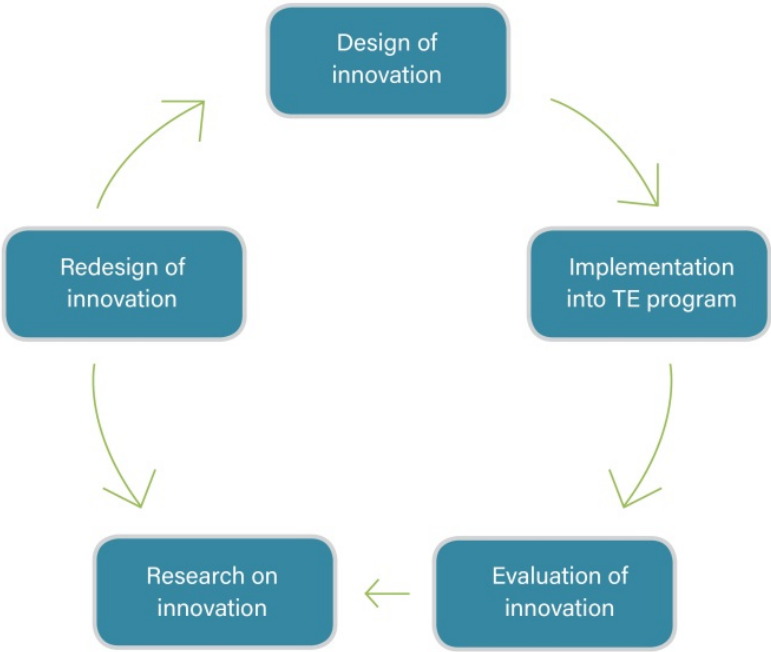 Design of
innovation
Implementation
into TE program
Evaluation of
innovation
Research on
innovation
Redesign of
innovation